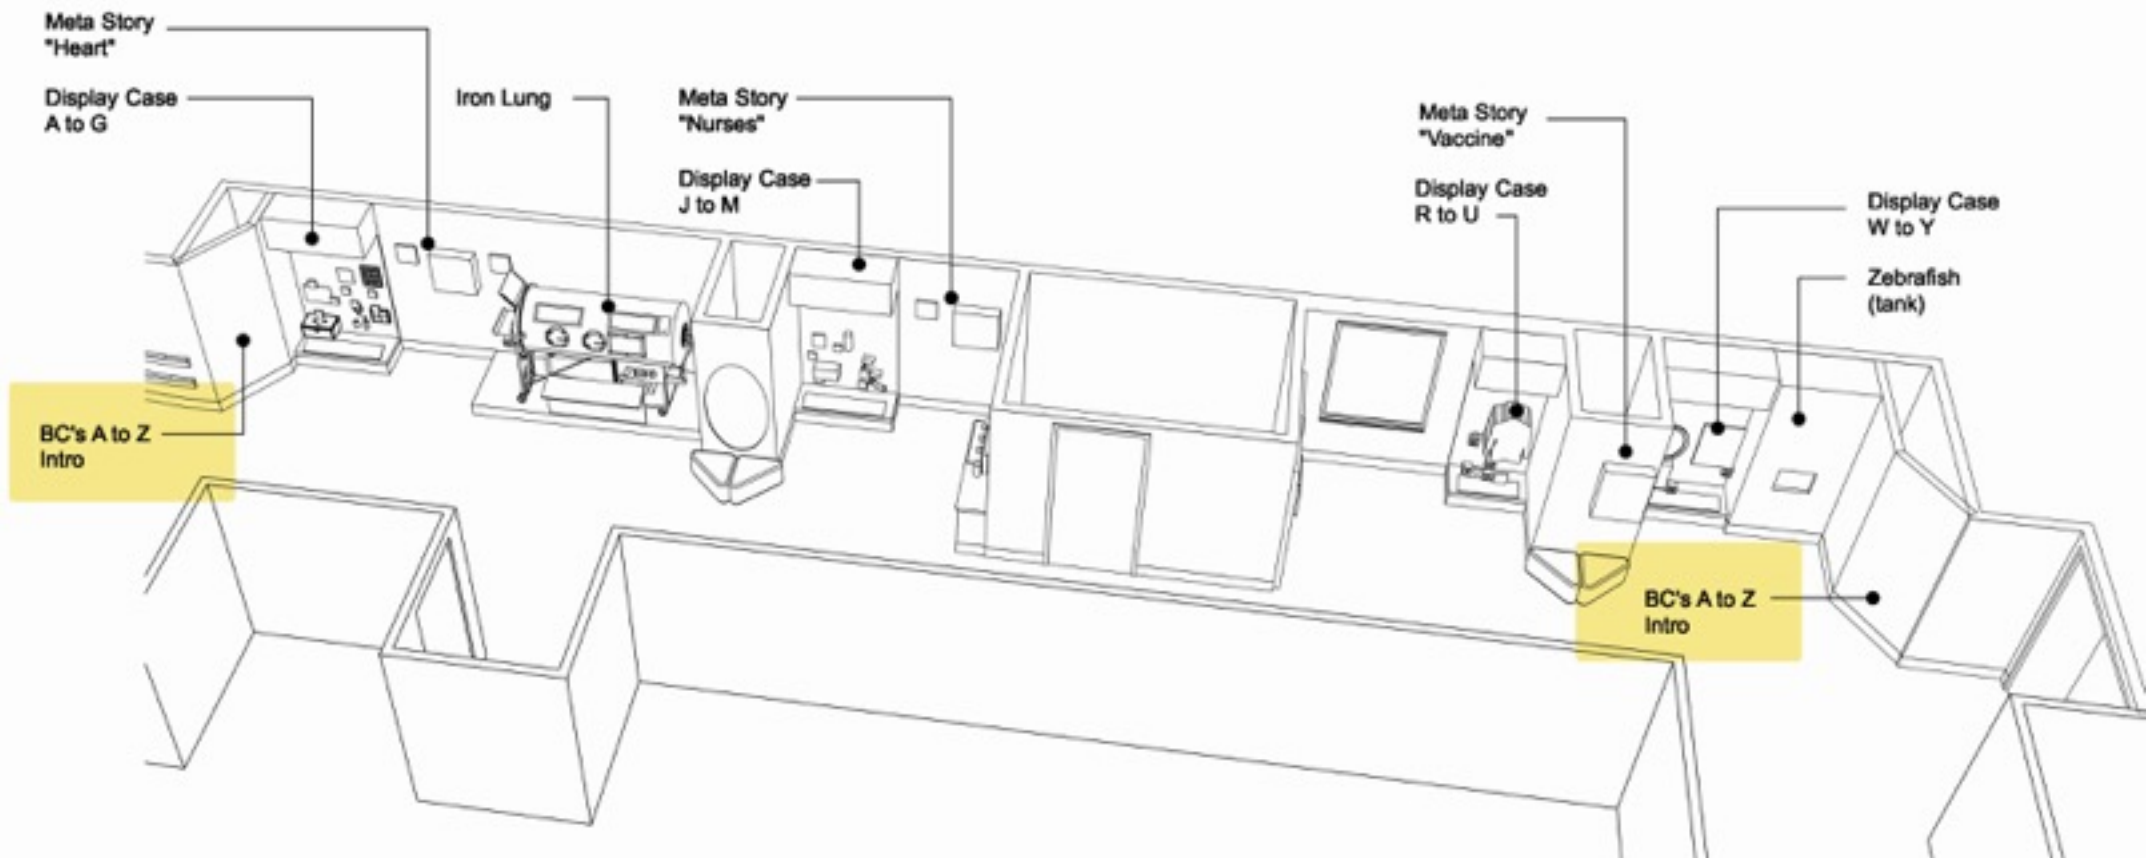 Meta Story
"Heart"
Display Case
A to G
Iron Lung
Meta Story
"Nurses"
Display Case
J to M
Meta Story
"Vaccine"
Display Case
R to U
Display Case
W to Y
Zebrafish
(tank)
BC's A to Z
Intro
BC's A to Z
Intro